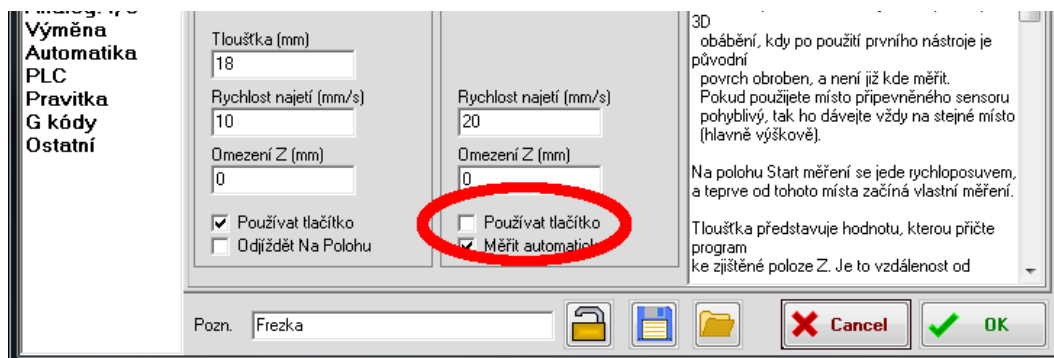 Výměna
Automatika
PLC
Pravitka
G kódy
Ostatní
Tloušťka (mm)
18
Rychlost najetí (mm/s)
10
Omezení Z (mm)
0
Používat tlačítko
Odjíždět Na Polohu
Rychlost najetí (mm/s)
20
Omezení Z (mm)
0
Používat tlačítko
Měřit automaticky
3D
obábění, kdy po použití prvního nástroje je
původní
povrch obroben, a není již kde měřit.
Pokud použijete místo připevněného sensoru
pohyblivý, tak ho dávejte vždy na stejné místo
(hlavně výškově).
Na polohu Start měření se jede rychloposuvem,
a teprve od tohoto místa začíná vlastní měření.
Tloušťka představuje hodnotu, kterou přičte
program
ke zjištěné poloze Z. Je to vzdálenost od
Pozn.
Frezka
Cancel
OK